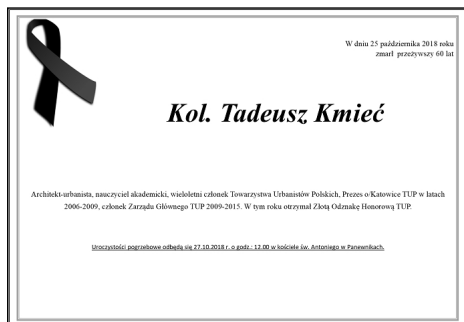 W dniu 25 października 2018 roku
zmarł przeżywszy 60 lat
Kol. Tadeusz Kmieć
Architekt-urbanista, nauczyciel akademicki, wieloletni członek Towarzystwa Urbanistów Polskich, Prezes o/Katowice TUP w latach
2006-2009, członek Zarządu Głównego TUP 2009-2015. W tym roku otrzymał Złotą Odznakę Honorową TUP.
Uroczystości pogrzebowe odbędą się 27.10.2018 r. o godz.: 12.00 w kościele św. Antoniego w Panewnikach.